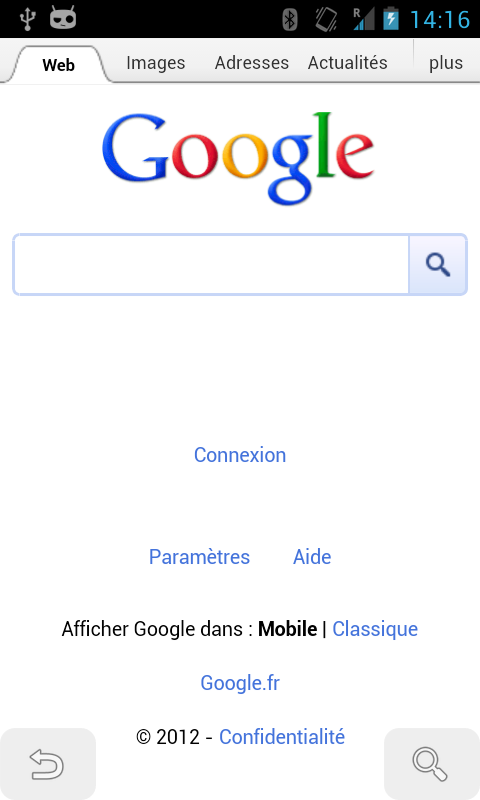 R 14:16
Web Images Adresses Actualités plus
Google
Connexion
Paramètres Aide
Afficher Google dans : Mobile | Classique
Google.fr
© 2012 - Confidentialité